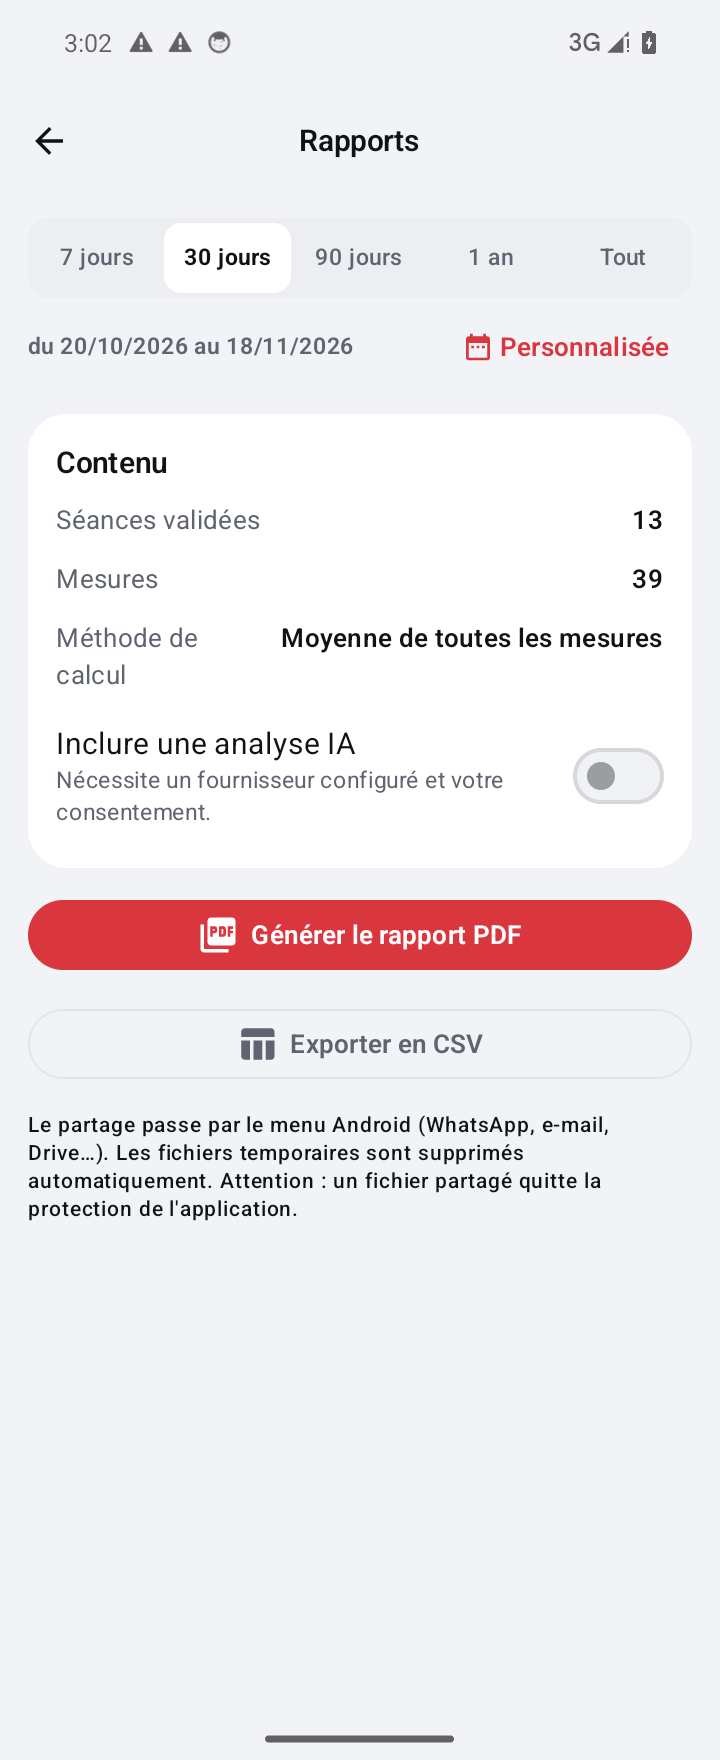 3:02
3G
Rapports
7 jours
30 jours
90 jours
1 an
Tout
du 20/10/2026 au 18/11/2026
Personnalisée
Contenu
Séances validées
13
Mesures
39
Méthode de
calcul
Moyenne de toutes les mesures
Inclure une analyse IA
Nécessite un fournisseur configuré et votre
consentement.
PDF
Générer le rapport PDF
Exporter en CSV
Le partage passe par le menu Android (WhatsApp, e-mail,
Drive…). Les fichiers temporaires sont supprimés
automatiquement. Attention : un fichier partagé quitte la
protection de l'application.